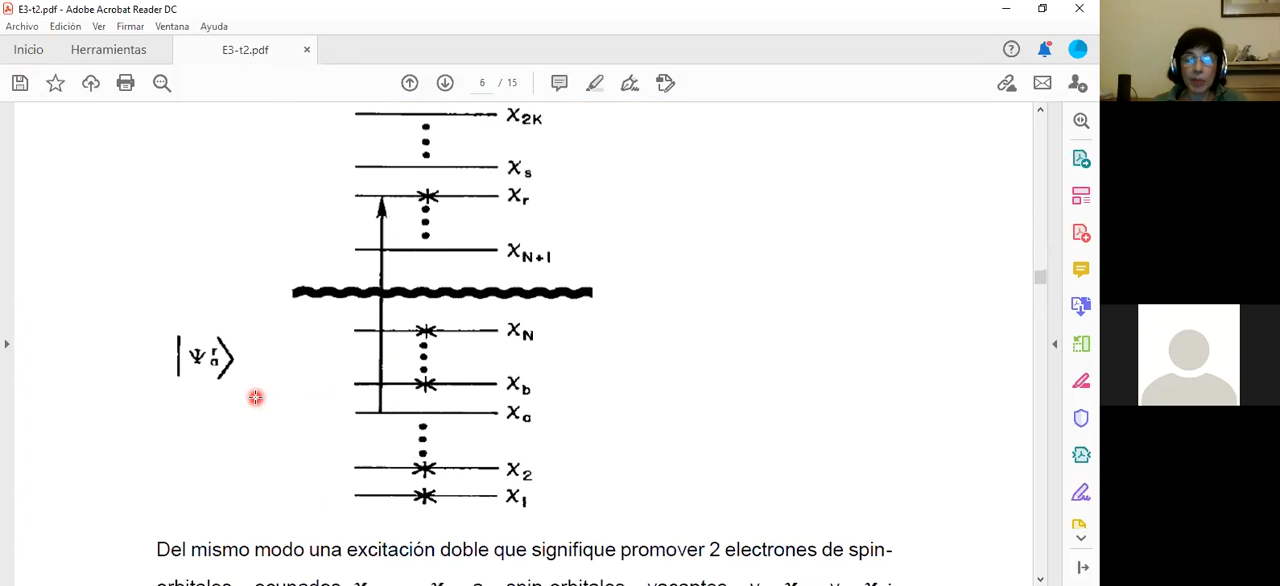 E3-t2.pdf - Adobe Acrobat Reader DC
Archivo Edición Ver Firmar Ventana Ayuda
Inicio Herramientas E3-t2.pdf ×
6 / 15
χ2K
χs
χr
χN+1
χN
|Ψ r a⟩
χb
χa
χ2
χ1
Del mismo modo una excitación doble que signifique promover 2 electrones de spin-